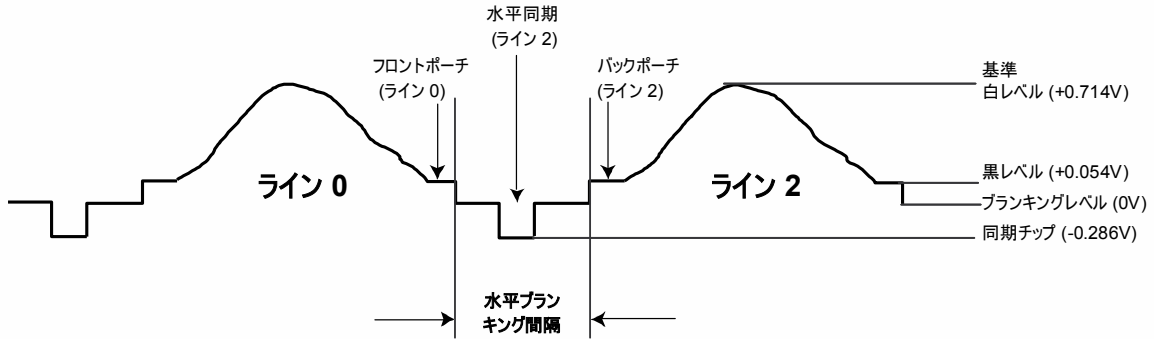 水平同期
(ライン 2)
フロントポーチ
(ライン 0)
バックポーチ
(ライン 2)
基準
白レベル (+0.714V)
ライン 0
ライン 2
黒レベル (+0.054V)
ブランキングレベル (0V)
同期チップ (-0.286V)
水平ブラン
キング間隔